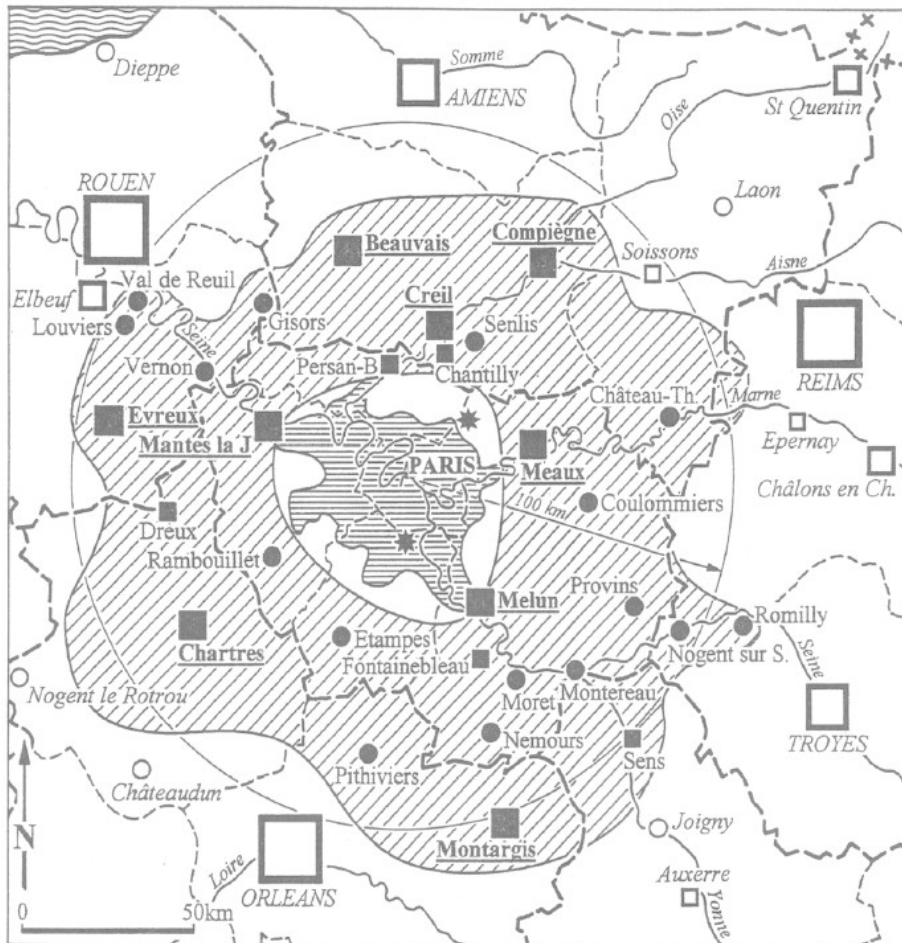 Dieppe
Somme
AMIENS
St Quentin
Oise
ROUEN
Laon
Beauvais
Compiègne
Soissons
Aisne
Elbeuf
Val de Reuil
Creil
Louviers
Gisors
Senlis
Seine
Persan-B
Chantilly
Vernon
REIMS
Château-Th.
Marne
Evreux
Mantes la J
Epernay
PARIS
Meaux
Châlons en Ch.
100 km
Coulommiers
Dreux
Rambouillet
Provins
Melun
Romilly
Chartres
Etampes
Fontainebleau
Nogent sur S.
Seine
Nogent le Rotrou
Moret
Montereau
TROYES
Nemours
Sens
Pithiviers
Châteaudun
N
Montargis
Joigny
Loire
ORLEANS
Auxerre
Yonne
0
50km